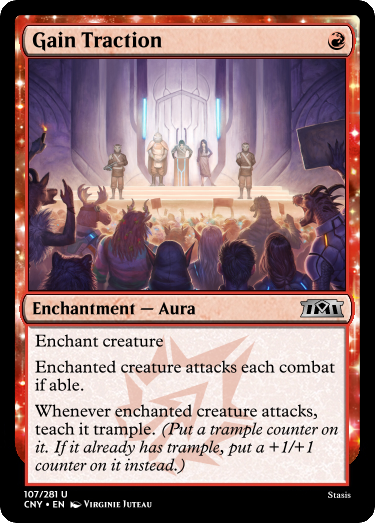 Gain Traction
Enchantment — Aura
Enchant creature
Enchanted creature attacks each combat
if able.
Whenever enchanted creature attacks,
teach it trample. (Put a trample counter on
it. If it already has trample, put a +1/+1
counter on it instead.)
107/281 U
Stasis
CNY • EN Virginie Juteau